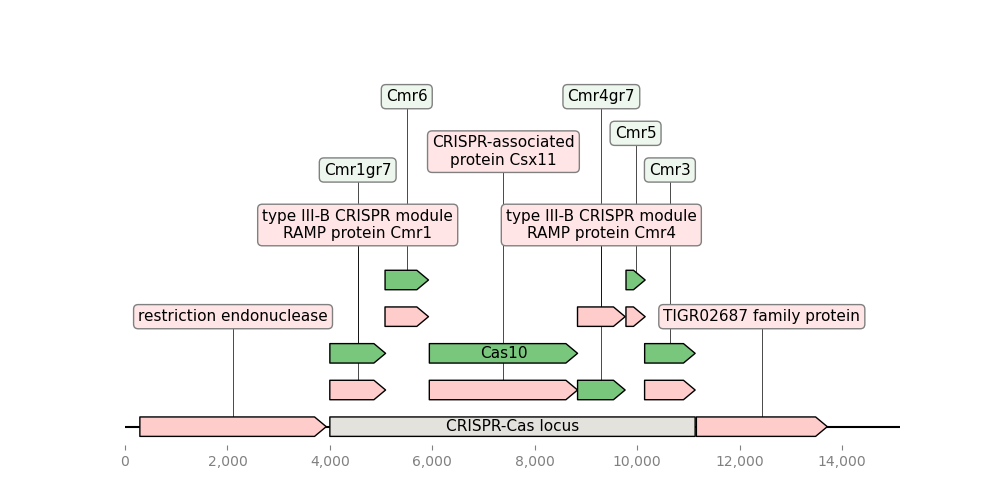 Cmr6
Cmr4gr7
Cmr5
CRISPR-associated
protein Csx11
Cmr1gr7
Cmr3
type III-B CRISPR module
RAMP protein Cmr1
type III-B CRISPR module
RAMP protein Cmr4
restriction endonuclease
TIGR02687 family protein
Cas10
CRISPR-Cas locus
0
2,000
4,000
6,000
8,000
10,000
12,000
14,000